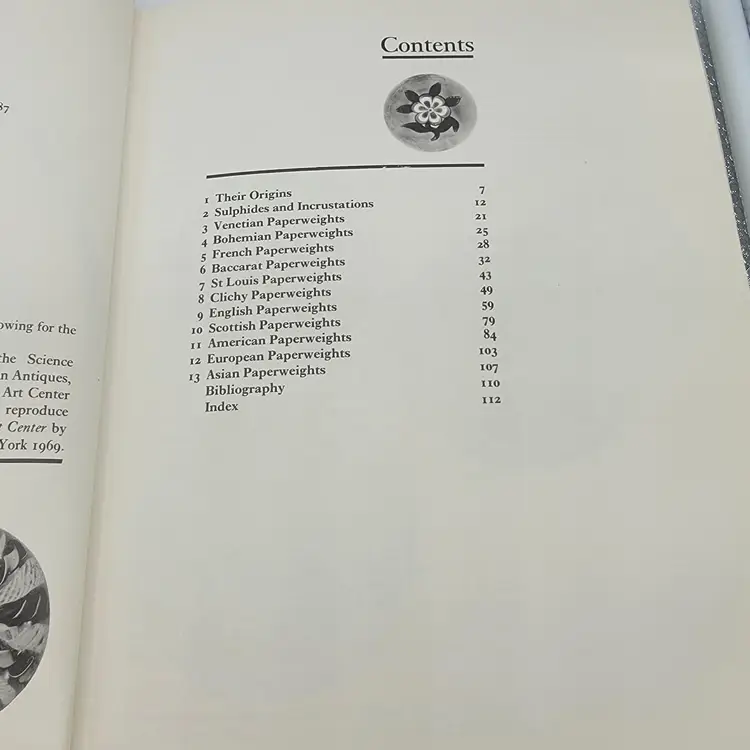 87
owing for the
the Science
n Antiques,
Art Center
reproduce
Center by
York 1969.
Contents
1 Their Origins 7
2 Sulphides and Incrustations 12
3 Venetian Paperweights 21
4 Bohemian Paperweights 25
5 French Paperweights 28
6 Baccarat Paperweights 32
7 St Louis Paperweights 43
8 Clichy Paperweights 49
9 English Paperweights 59
10 Scottish Paperweights 79
11 American Paperweights 84
12 European Paperweights 103
13 Asian Paperweights 107
Bibliography 110
Index 112